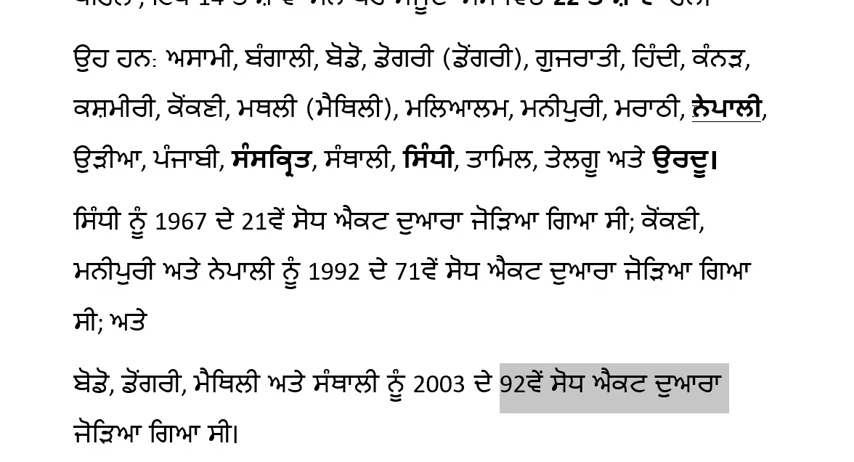 ਉਹ ਹਨ: ਅਸਾਮੀ, ਬੰਗਾਲੀ, ਬੋਡੋ, ਡੋਗਰੀ (ਡੋਂਗਰੀ), ਗੁਜਰਾਤੀ, ਹਿੰਦੀ, ਕੰਨੜ,
ਕਸ਼ਮੀਰੀ, ਕੋਂਕਣੀ, ਮਥਲੀ (ਮੈਥਿਲੀ), ਮਲਿਆਲਮ, ਮਨੀਪੁਰੀ, ਮਰਾਠੀ, ਨੇਪਾਲੀ,
ਉੜੀਆ, ਪੰਜਾਬੀ, ਸੰਸਕ੍ਰਿਤ, ਸੰਥਾਲੀ, ਸਿੰਧੀ, ਤਾਮਿਲ, ਤੇਲਗੂ ਅਤੇ ਉਰਦੂ।
ਸਿੰਧੀ ਨੂੰ 1967 ਦੇ 21ਵੇਂ ਸੋਧ ਐਕਟ ਦੁਆਰਾ ਜੋੜਿਆ ਗਿਆ ਸੀ; ਕੋਂਕਣੀ,
ਮਨੀਪੁਰੀ ਅਤੇ ਨੇਪਾਲੀ ਨੂੰ 1992 ਦੇ 71ਵੇਂ ਸੋਧ ਐਕਟ ਦੁਆਰਾ ਜੋੜਿਆ ਗਿਆ
ਸੀ; ਅਤੇ
ਬੋਡੋ, ਡੋਂਗਰੀ, ਮੈਥਿਲੀ ਅਤੇ ਸੰਥਾਲੀ ਨੂੰ 2003 ਦੇ 92ਵੇਂ ਸੋਧ ਐਕਟ ਦੁਆਰਾ
ਜੋੜਿਆ ਗਿਆ ਸੀ।